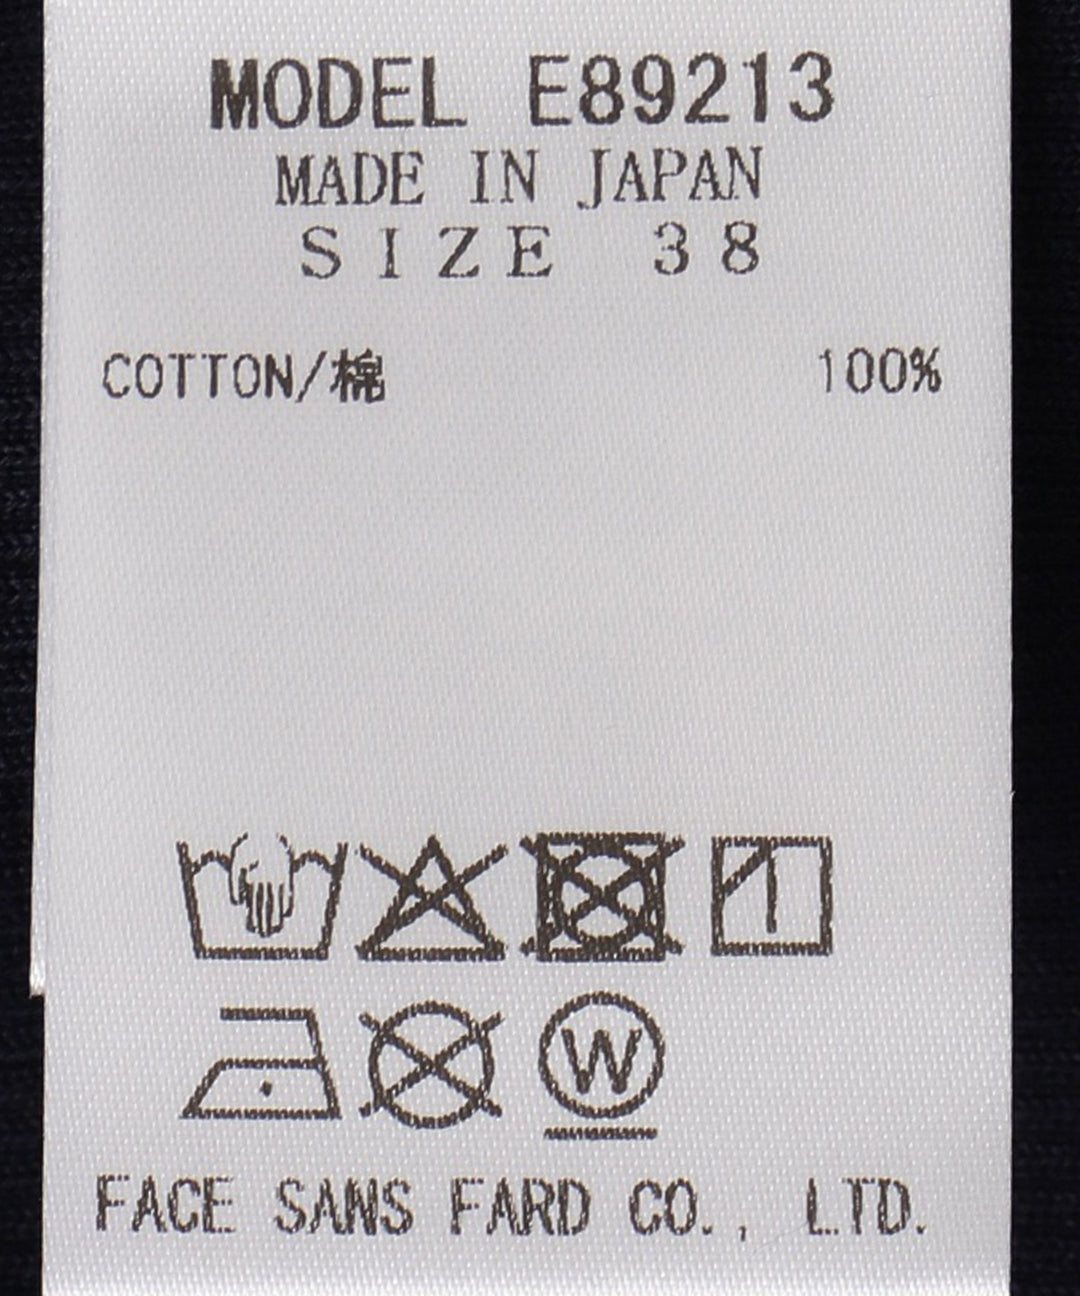 MODEL E89213
MADE IN JAPAN
SIZE 38
COTTON/棉 100%
W
FACE SANS FARD CO., LTD.